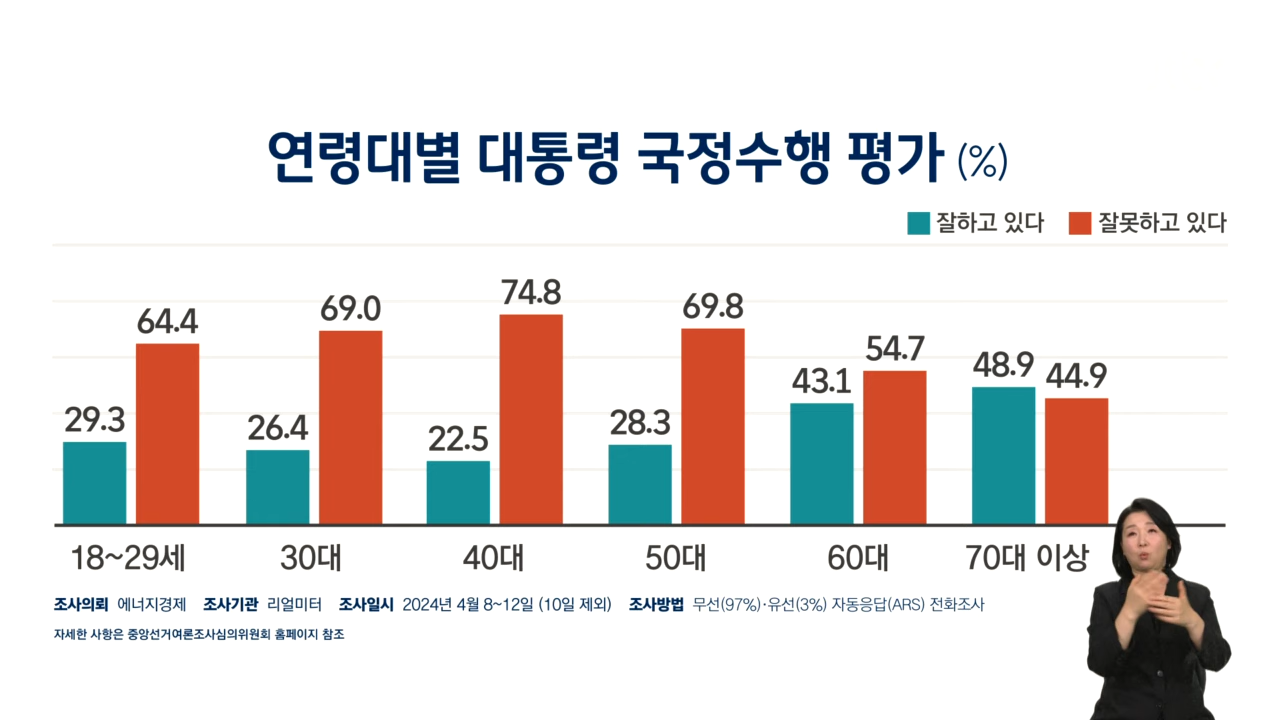 연령대별 대통령 국정수행 평가 (%)
잘하고 있다 잘못하고 있다
29.3 64.4 26.4 69.0 22.5 74.8 28.3 69.8 43.1 54.7 48.9 44.9
18~29세 30대 40대 50대 60대 70대 이상
조사의뢰 에너지경제 조사기관 리얼미터 조사일시 2024년 4월 8~12일 (10일 제외) 조사방법 무선(97%)·유선(3%) 자동응답(ARS) 전화조사
자세한 사항은 중앙선거여론조사심의위원회 홈페이지 참조